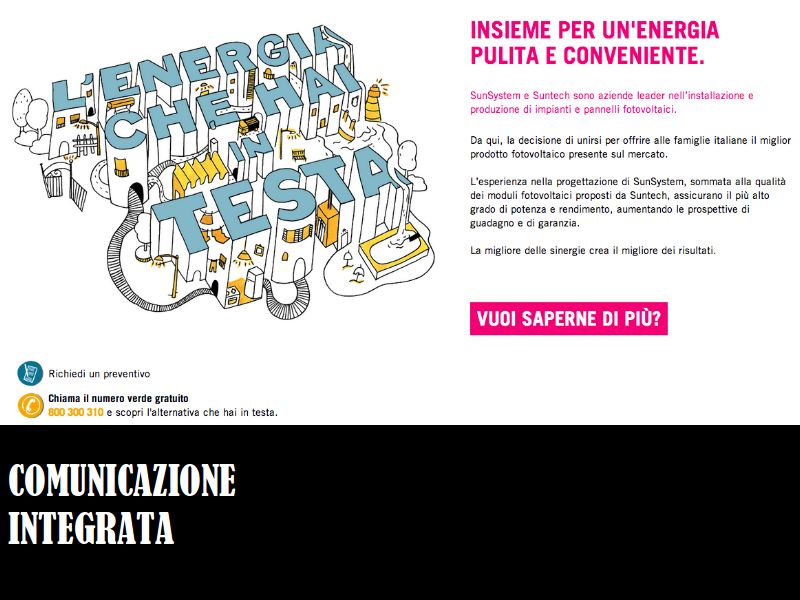 L'ENERGIA
CHE HAI
IN
TESTA
INSIEME PER UN'ENERGIA
PULITA E CONVENIENTE.
SunSystem e Suntech sono aziende leader nell'installazione e
produzione di impianti e pannelli fotovoltaici.
Da qui, la decisione di unirsi per offrire alle famiglie italiane il miglior
prodotto fotovoltaico presente sul mercato.
L'esperienza nella progettazione di SunSystem, sommata alla qualità
dei moduli fotovoltaici proposti da Suntech, assicurano il più alto
grado di potenza e rendimento, aumentando le prospettive di
guadagno e di garanzia.
La migliore delle sinergie crea il migliore dei risultati.
VUOI SAPERNE DI PIÙ?
Richiedi un preventivo
Chiama il numero verde gratuito
800 300 310 e scopri l'alternativa che hai in testa.
COMUNICAZIONE
INTEGRATA